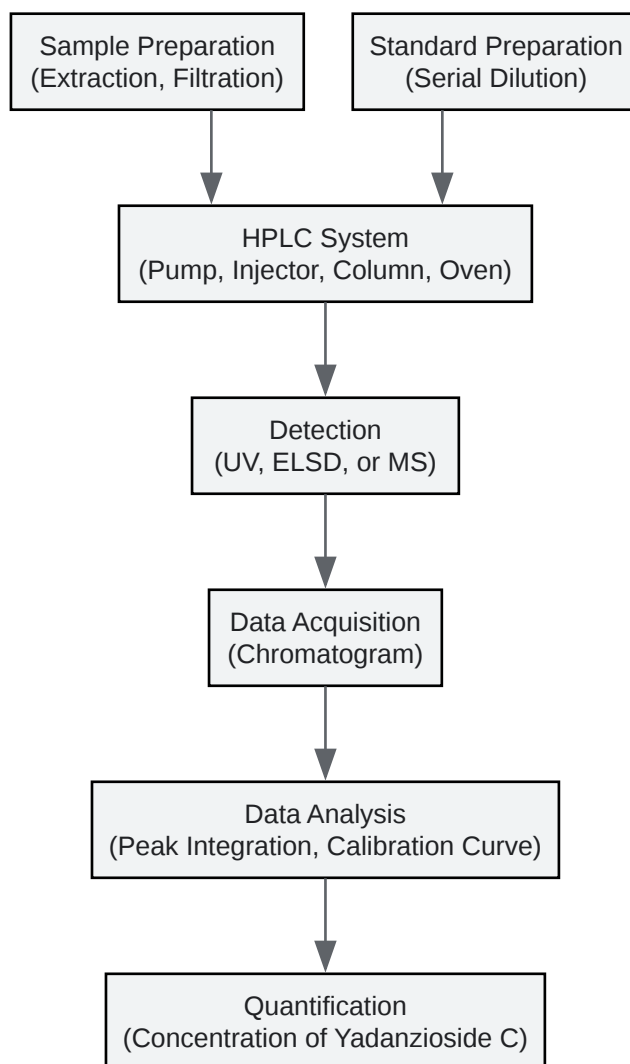 Sample Preparation
(Extraction, Filtration)
Standard Preparation
(Serial Dilution)
HPLC System
(Pump, Injector, Column, Oven)
Detection
(UV, ELSD, or MS)
Data Acquisition
(Chromatogram)
Data Analysis
(Peak Integration, Calibration Curve)
Quantification
(Concentration of Yadanzioside C)